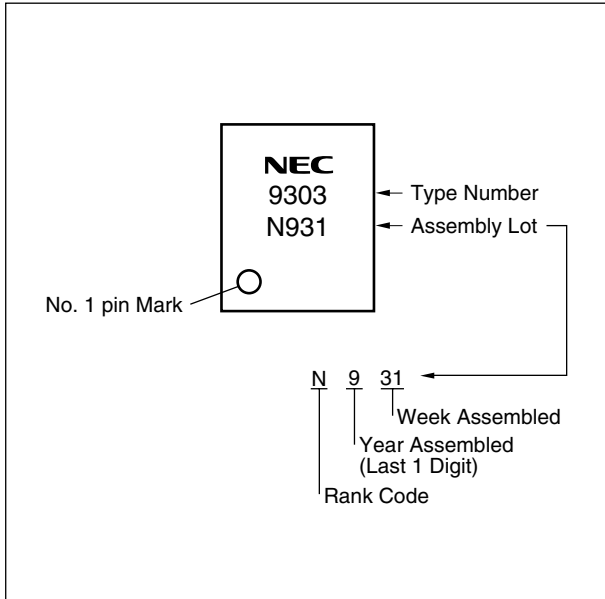 NEC
9303
N931
Type Number
Assembly Lot
No. 1 pin Mark
N 9 31
Week Assembled
Year Assembled
(Last 1 Digit)
Rank Code